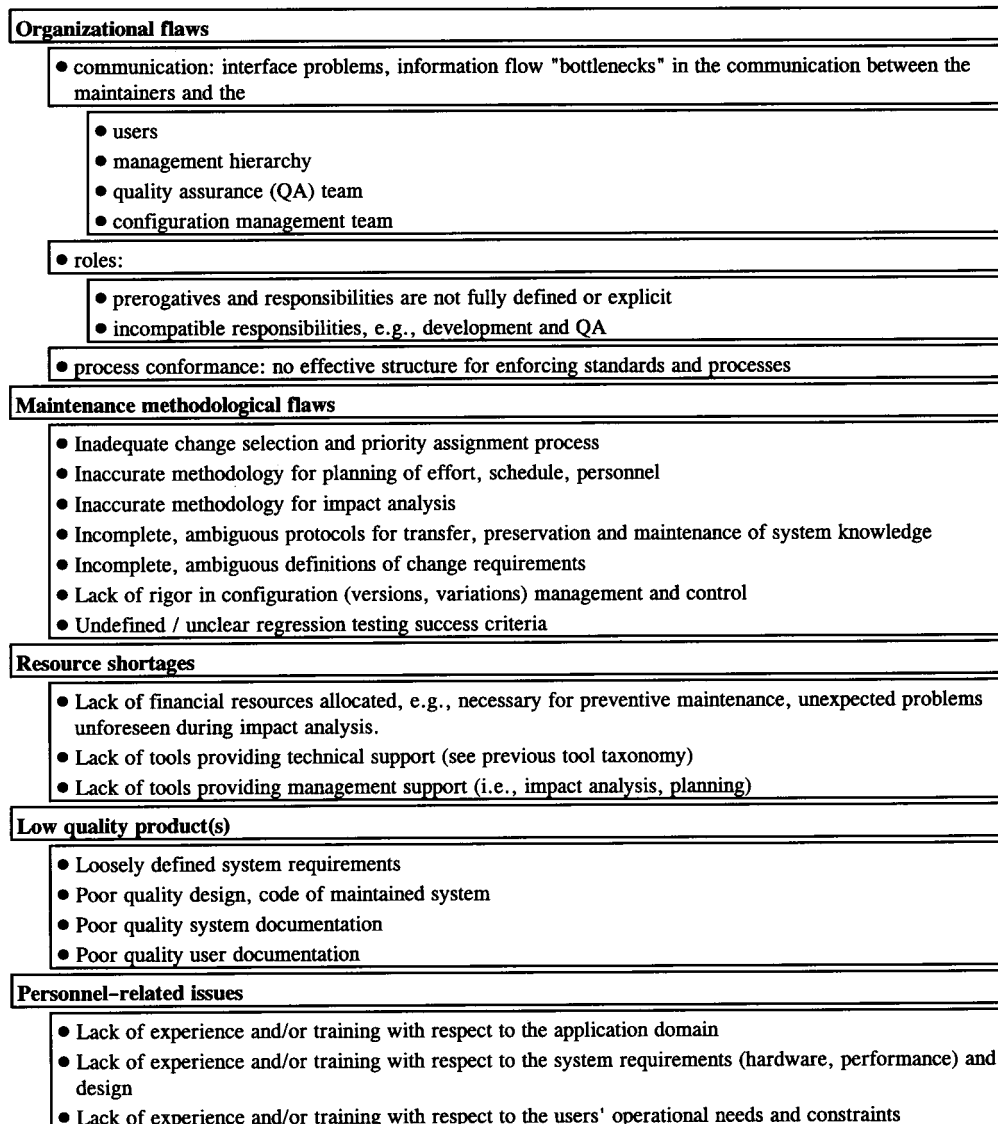 Organizational flaws
● communication: interface problems, information flow "bottlenecks" in the communication between the
maintainers and the
● users
● management hierarchy
● quality assurance (QA) team
● configuration management team
● roles:
● prerogatives and responsibilities are not fully defined or explicit
● incompatible responsibilities, e.g., development and QA
● process conformance: no effective structure for enforcing standards and processes
Maintenance methodological flaws
● Inadequate change selection and priority assignment process
● Inaccurate methodology for planning of effort, schedule, personnel
● Inaccurate methodology for impact analysis
● Incomplete, ambiguous protocols for transfer, preservation and maintenance of system knowledge
● Incomplete, ambiguous definitions of change requirements
● Lack of rigor in configuration (versions, variations) management and control
● Undefined / unclear regression testing success criteria
Resource shortages
● Lack of financial resources allocated, e.g., necessary for preventive maintenance, unexpected problems
unforeseen during impact analysis.
● Lack of tools providing technical support (see previous tool taxonomy)
● Lack of tools providing management support (i.e., impact analysis, planning)
Low quality product(s)
● Loosely defined system requirements
● Poor quality design, code of maintained system
● Poor quality system documentation
● Poor quality user documentation
Personnel-related issues
● Lack of experience and/or training with respect to the application domain
● Lack of experience and/or training with respect to the system requirements (hardware, performance) and
design
● Lack of experience and/or training with respect to the users' operational needs and constraints